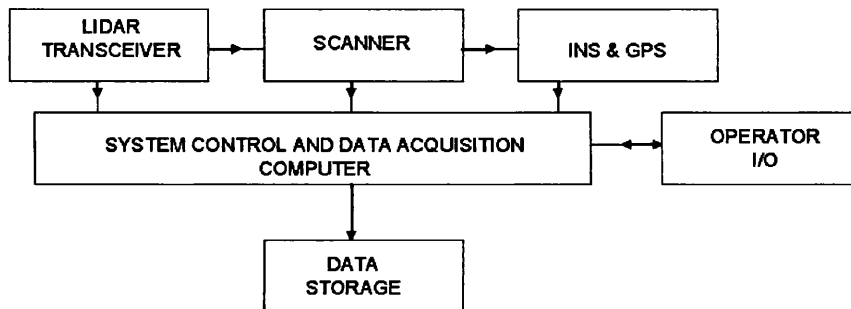 LIDAR
TRANSCEIVER
SCANNER
INS & GPS
SYSTEM CONTROL AND DATA ACQUISITION
COMPUTER
OPERATOR
I/O
DATA
STORAGE